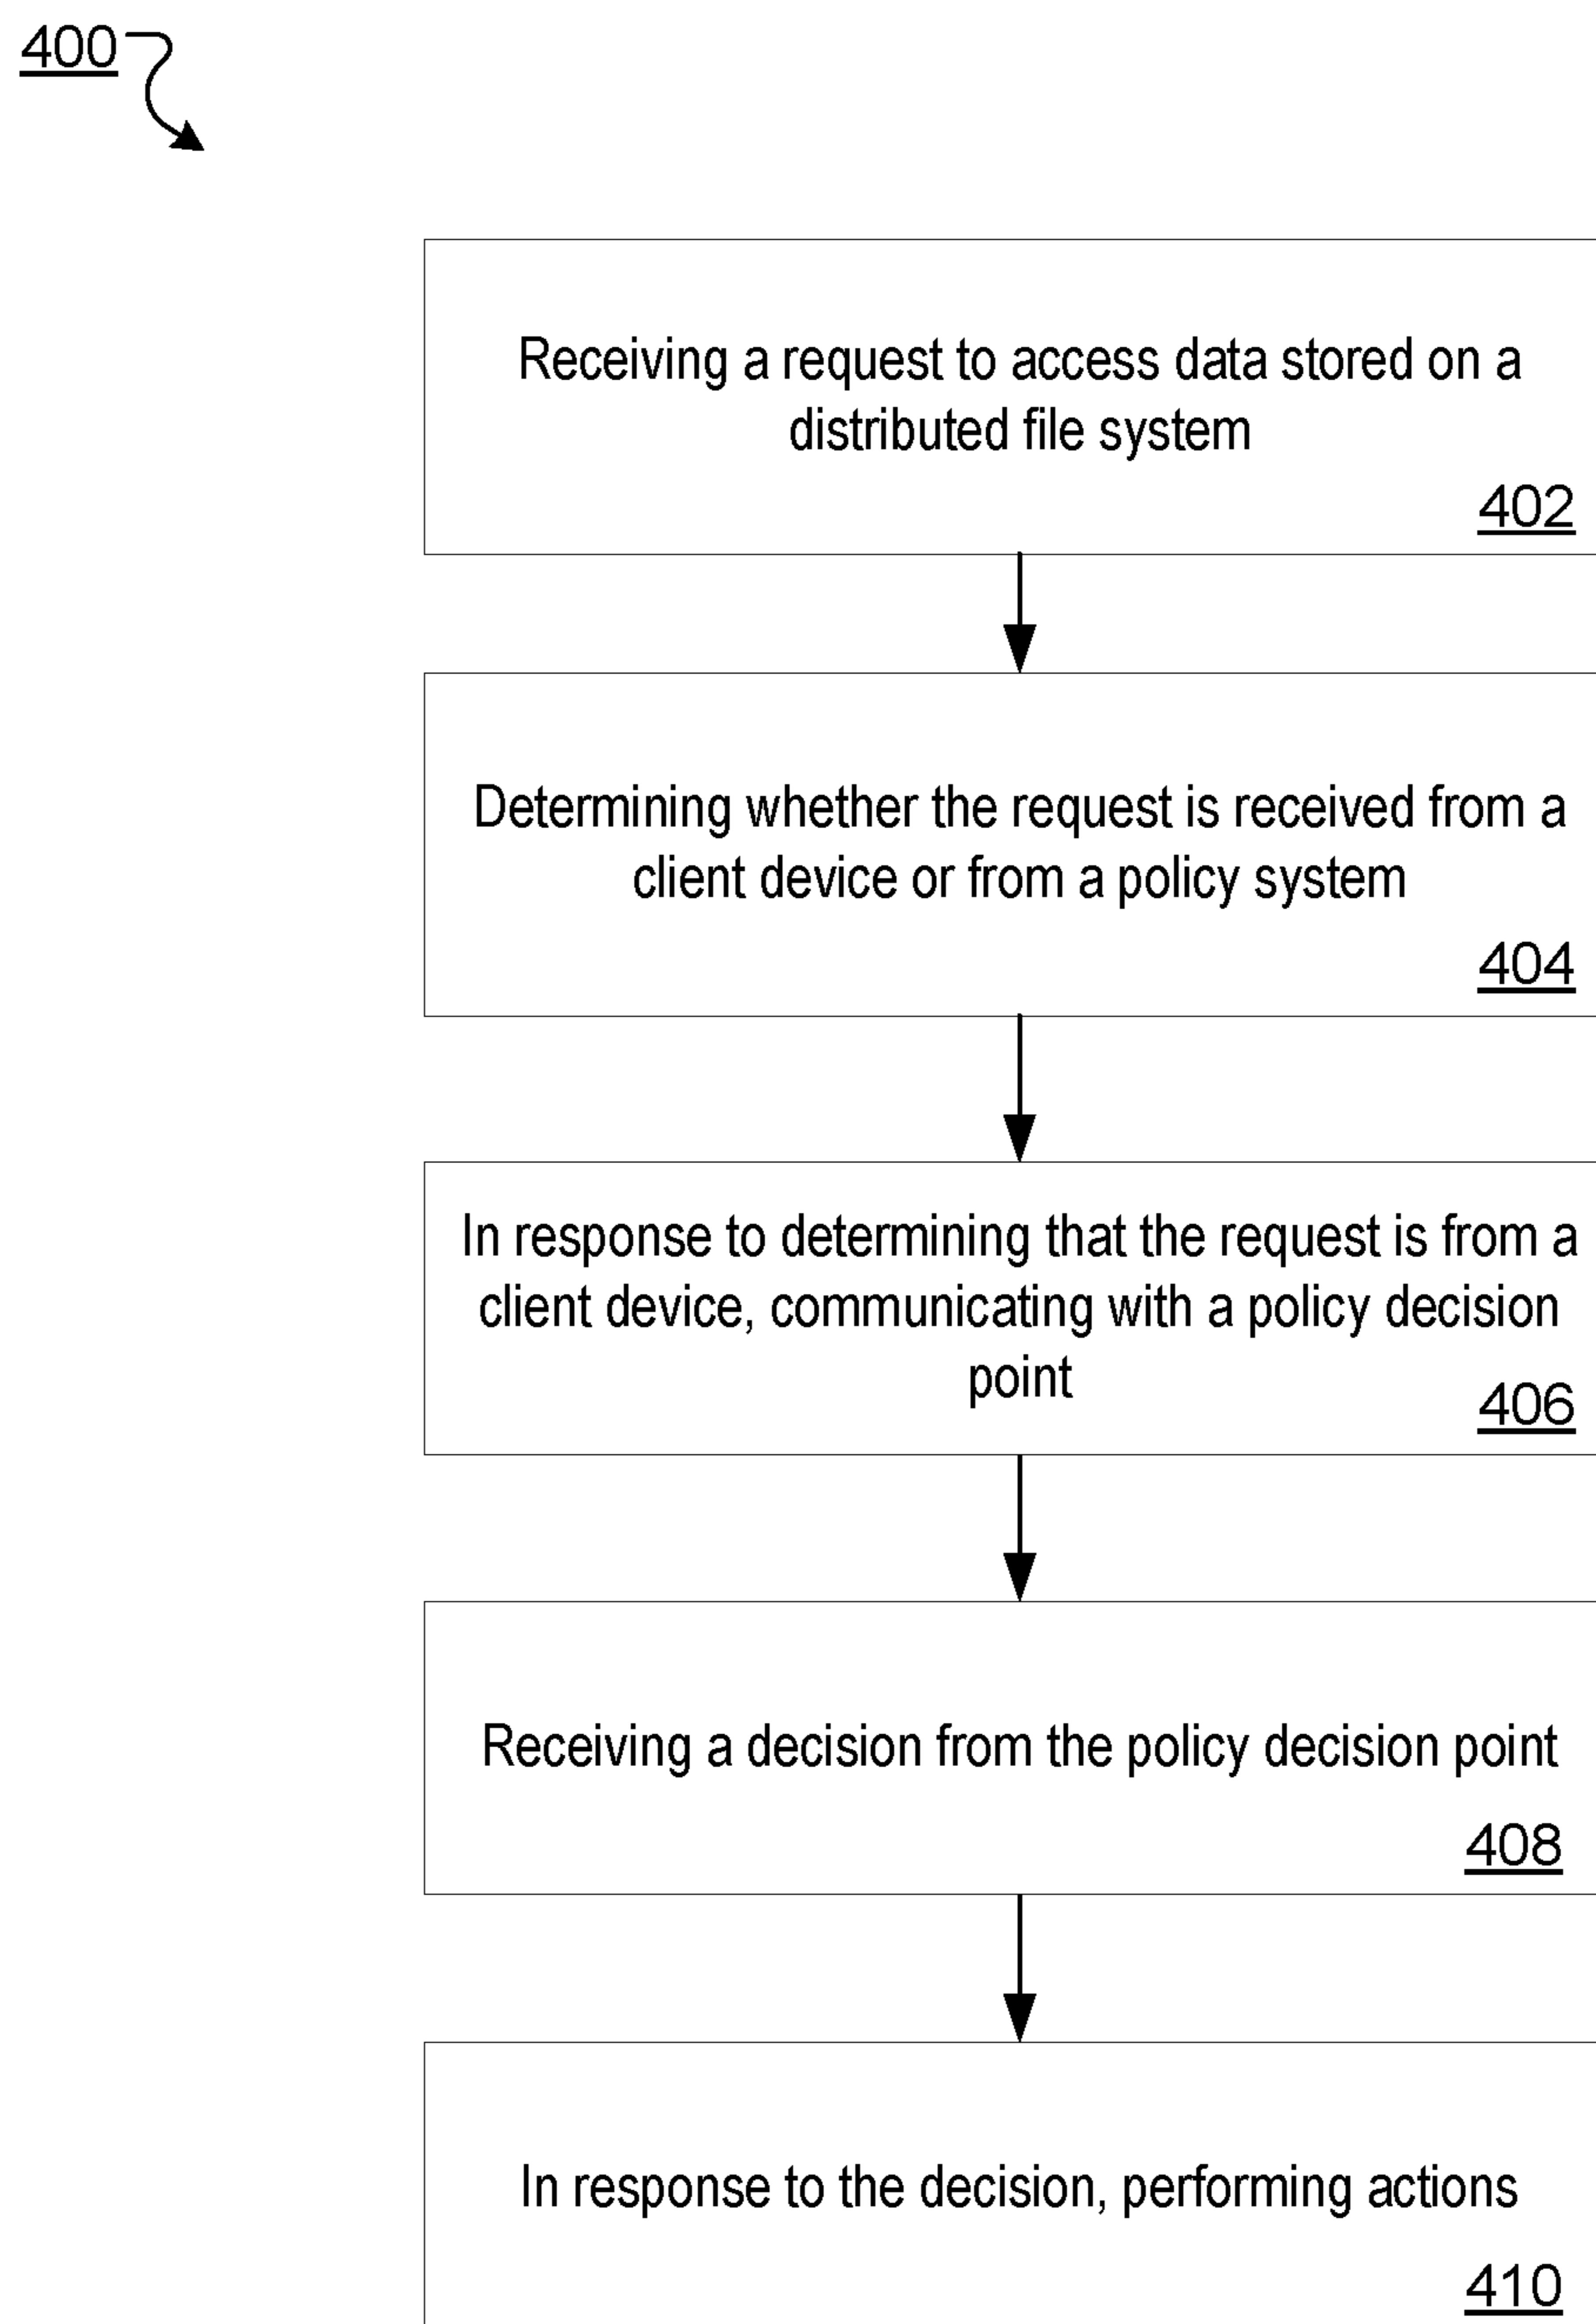 400
Receiving a request to access data stored on a
distributed file system
402
Determining whether the request is received from a
client device or from a policy system
404
In response to determining that the request is from a
client device, communicating with a policy decision
point
406
Receiving a decision from the policy decision point
408
In response to the decision, performing actions
410